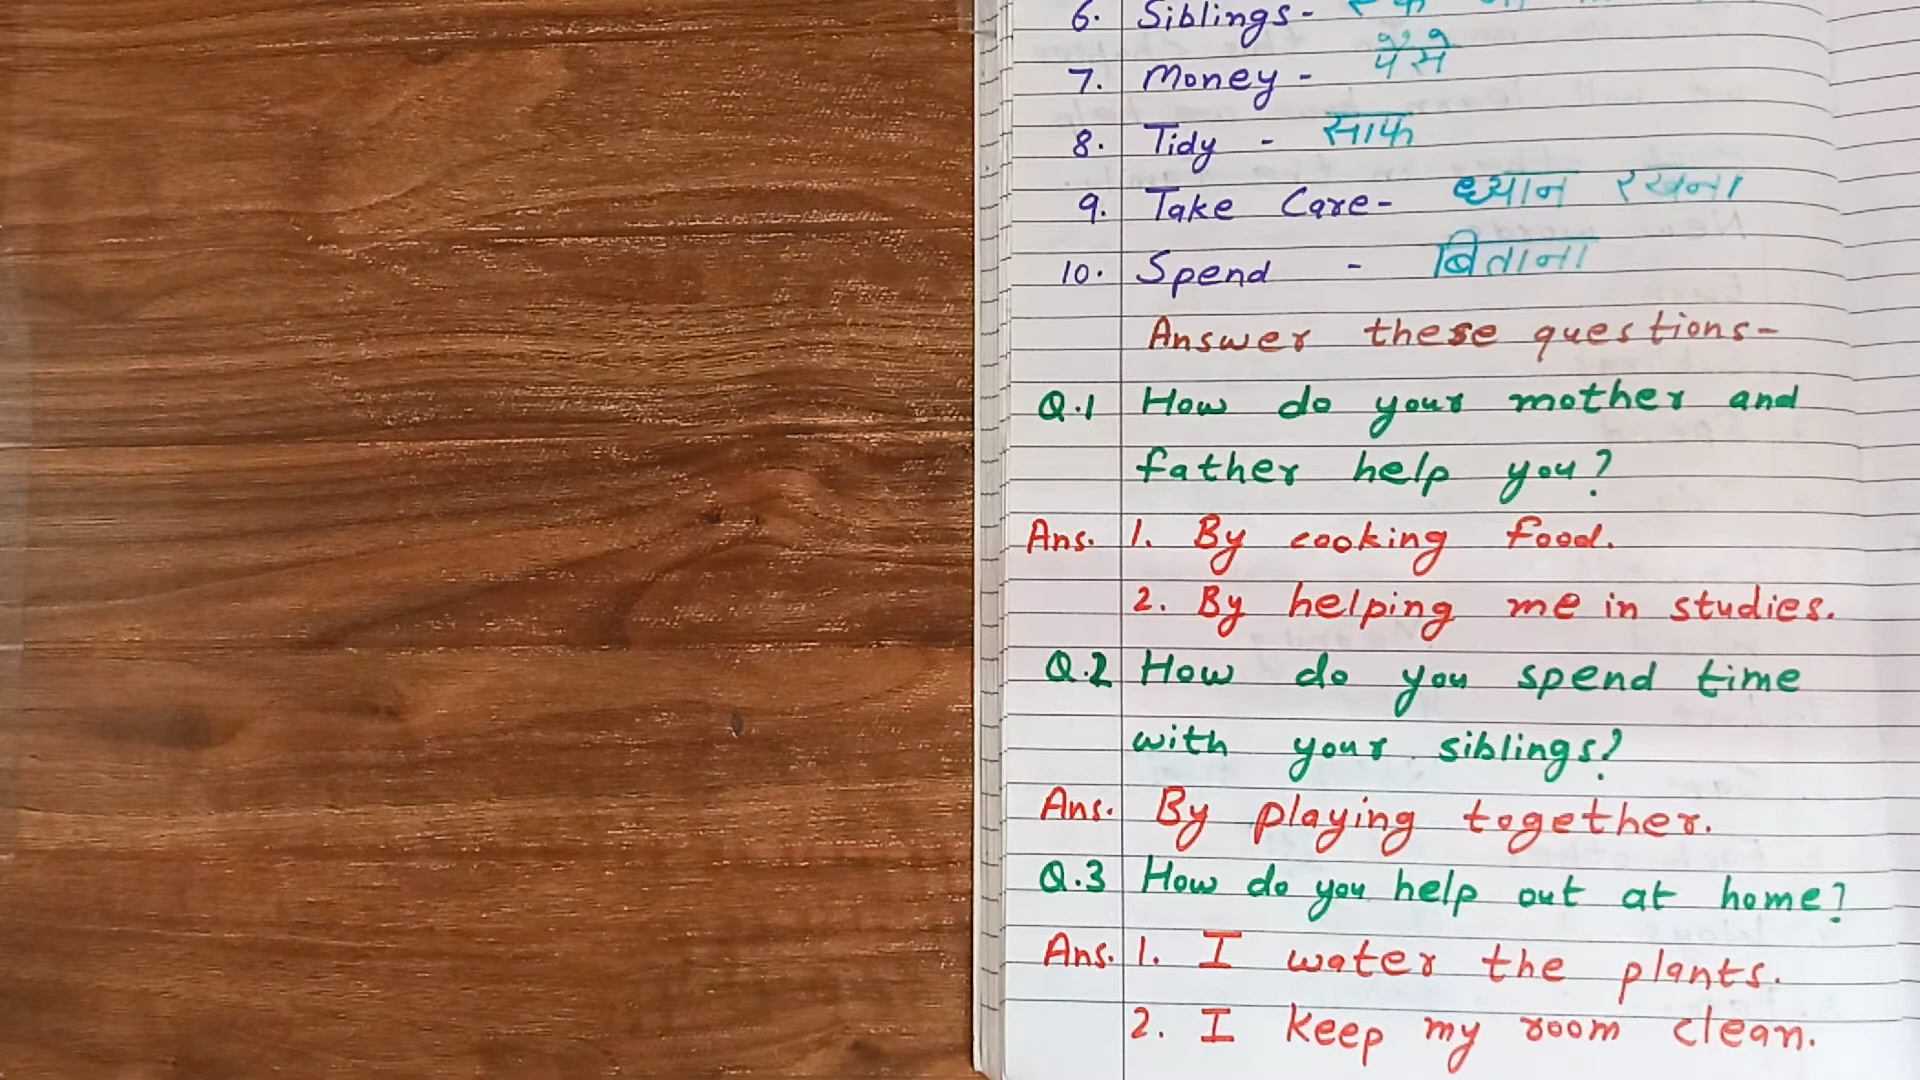 6. Siblings-
7. Money - पैसे
8. Tidy - साफ
9. Take Care- ध्यान रखना
10. Spend - बिताना
Answer these questions-
Q.1 How do your mother and
father help you?
Ans. 1. By cooking food.
2. By helping me in studies.
Q.2 How do you spend time
with your siblings?
Ans. By playing together.
Q.3 How do you help out at home?
Ans. 1. I water the plants.
2. I keep my room clean.